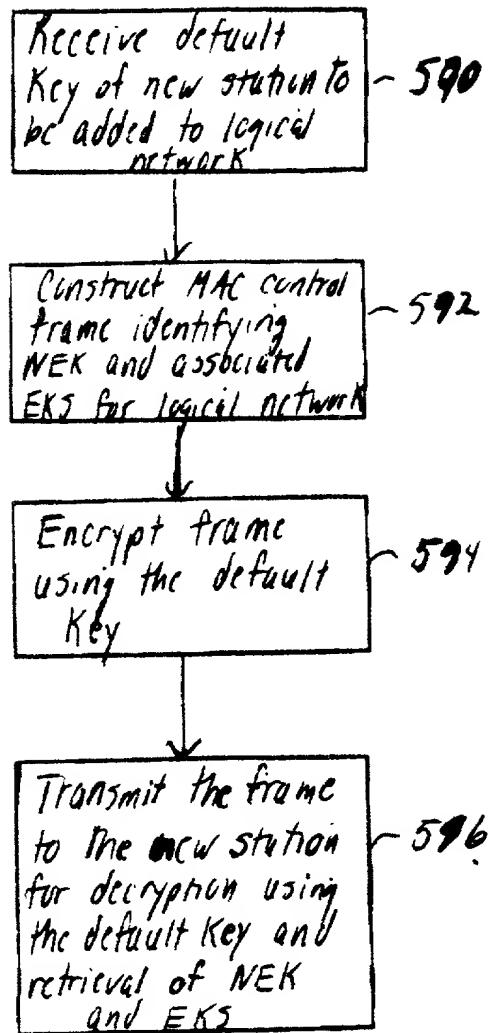 Receive default
Key of new station to
be added to logical
network
590
Construct MAC control
frame identifying
NEK and associated
EKS for logical network
592
Encrypt frame
using the default
Key
594
Transmit the frame
to the new station
for decryption using
the default Key and
retrieval of NEK
and EKS
596